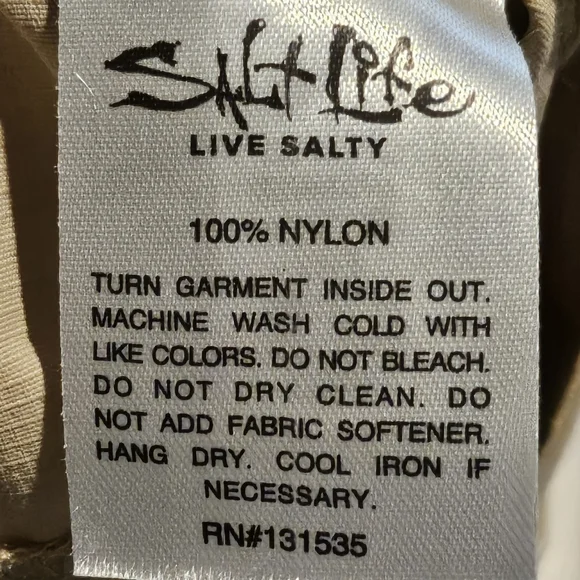 Salt Life
LIVE SALTY
100% NYLON
TURN GARMENT INSIDE OUT.
MACHINE WASH COLD WITH
LIKE COLORS. DO NOT BLEACH.
DO NOT DRY CLEAN. DO
NOT ADD FABRIC SOFTENER.
HANG DRY. COOL IRON IF
NECESSARY.
RN#131535